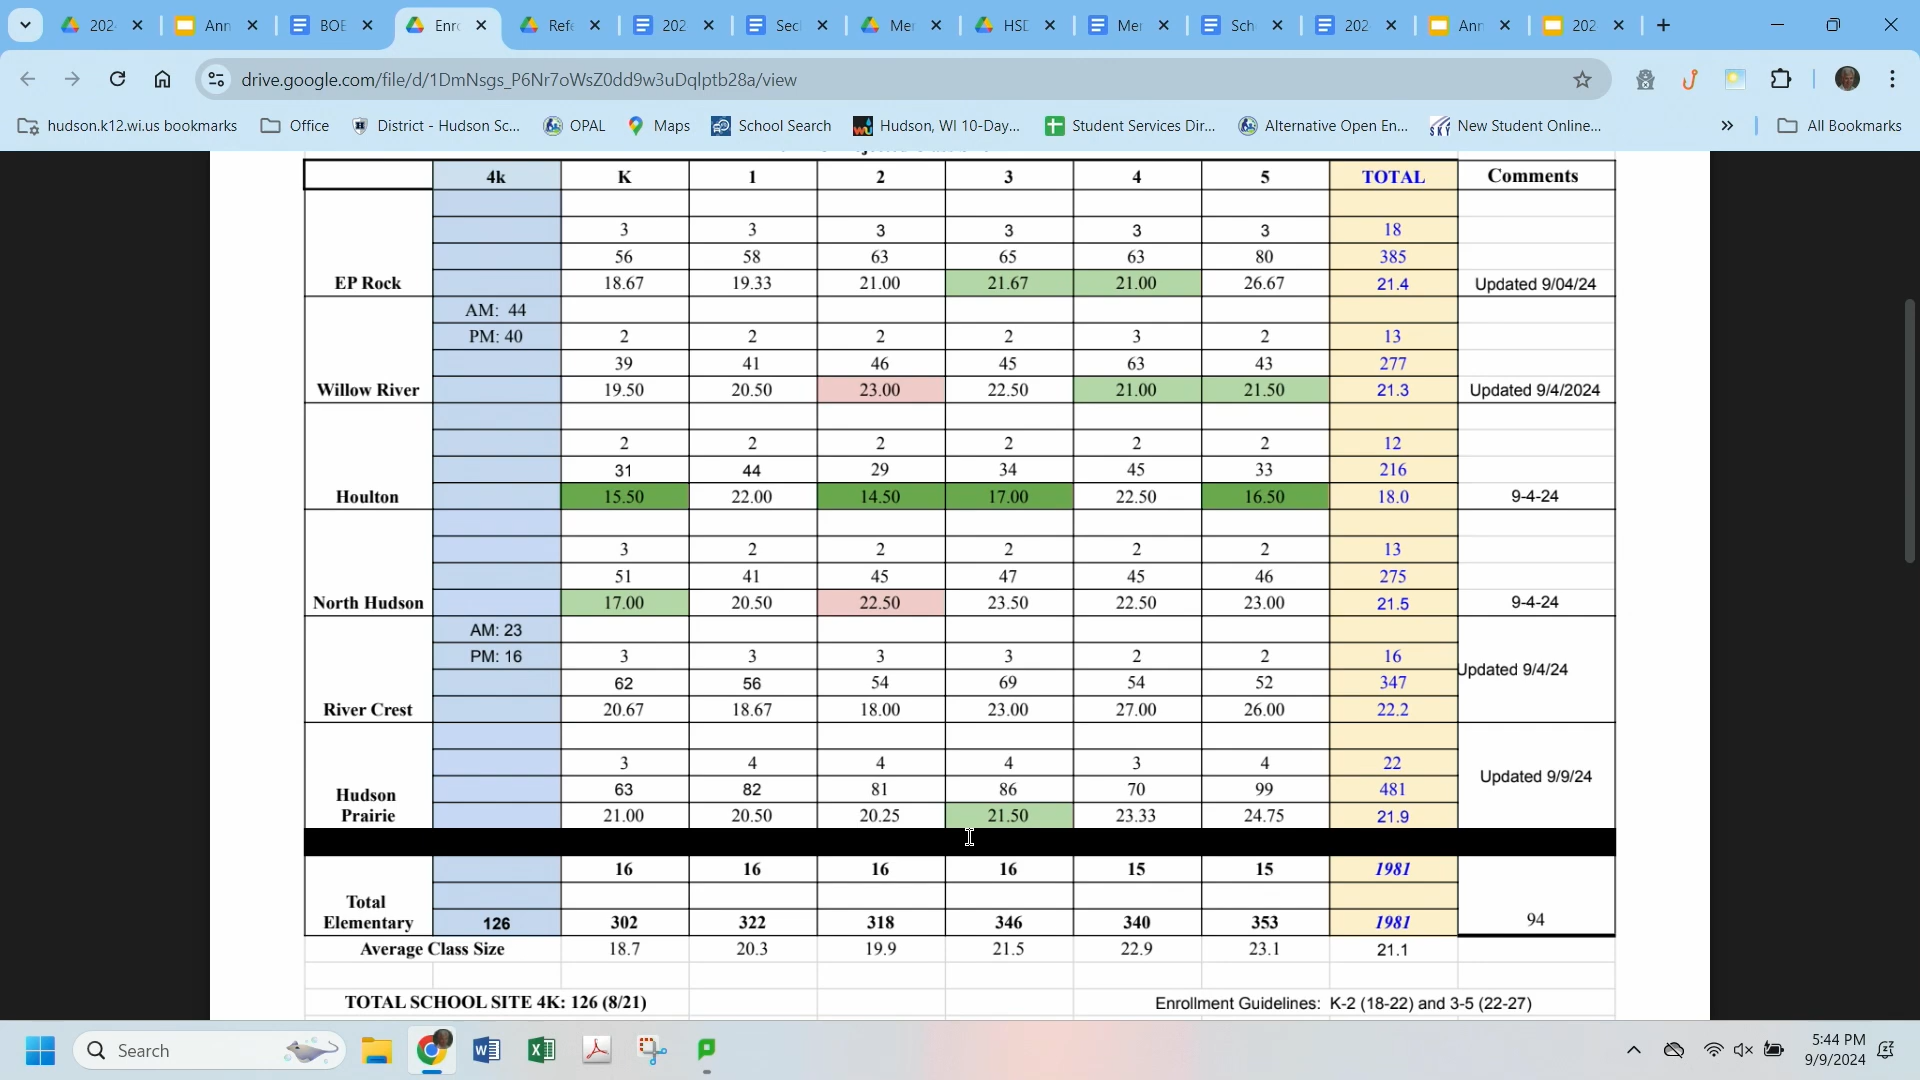 202 Ann BOE Enro Refe 202 Sect Mer HSD Mer Sch 202 Ann 202
drive.google.com/file/d/1DmNsgs_P6Nr7oWsZ0dd9w3uDqlptb28a/view
hudson.k12.wi.us bookmarks Office District - Hudson Sc... OPAL Maps School Search Hudson, WI 10-Day... Student Services Dir... Alternative Open En... New Student Online... » All Bookmarks
4k K 1 2 3 4 5 TOTAL Comments
3 3 3 3 3 3 18
56 58 63 65 63 80 385
EP Rock 18.67 19.33 21.00 21.67 21.00 26.67 21.4 Updated 9/04/24
AM: 44
PM: 40 2 2 2 2 3 2 13
39 41 46 45 63 43 277
Willow River 19.50 20.50 23.00 22.50 21.00 21.50 21.3 Updated 9/4/2024
2 2 2 2 2 2 12
31 44 29 34 45 33 216
Houlton 15.50 22.00 14.50 17.00 22.50 16.50 18.0 9-4-24
3 2 2 2 2 2 13
51 41 45 47 45 46 275
North Hudson 17.00 20.50 22.50 23.50 22.50 23.00 21.5 9-4-24
AM: 23
PM: 16 3 3 3 3 2 2 16 Updated 9/4/24
62 56 54 69 54 52 347
River Crest 20.67 18.67 18.00 23.00 27.00 26.00 22.2
3 4 4 4 3 4 22 Updated 9/9/24
Hudson 63 82 81 86 70 99 481
Prairie 21.00 20.50 20.25 21.50 23.33 24.75 21.9
16 16 16 16 15 15 1981
Total
Elementary 126 302 322 318 346 340 353 1981 94
Average Class Size 18.7 20.3 19.9 21.5 22.9 23.1 21.1
TOTAL SCHOOL SITE 4K: 126 (8/21) Enrollment Guidelines: K-2 (18-22) and 3-5 (22-27)
Search 5:44 PM
9/9/2024